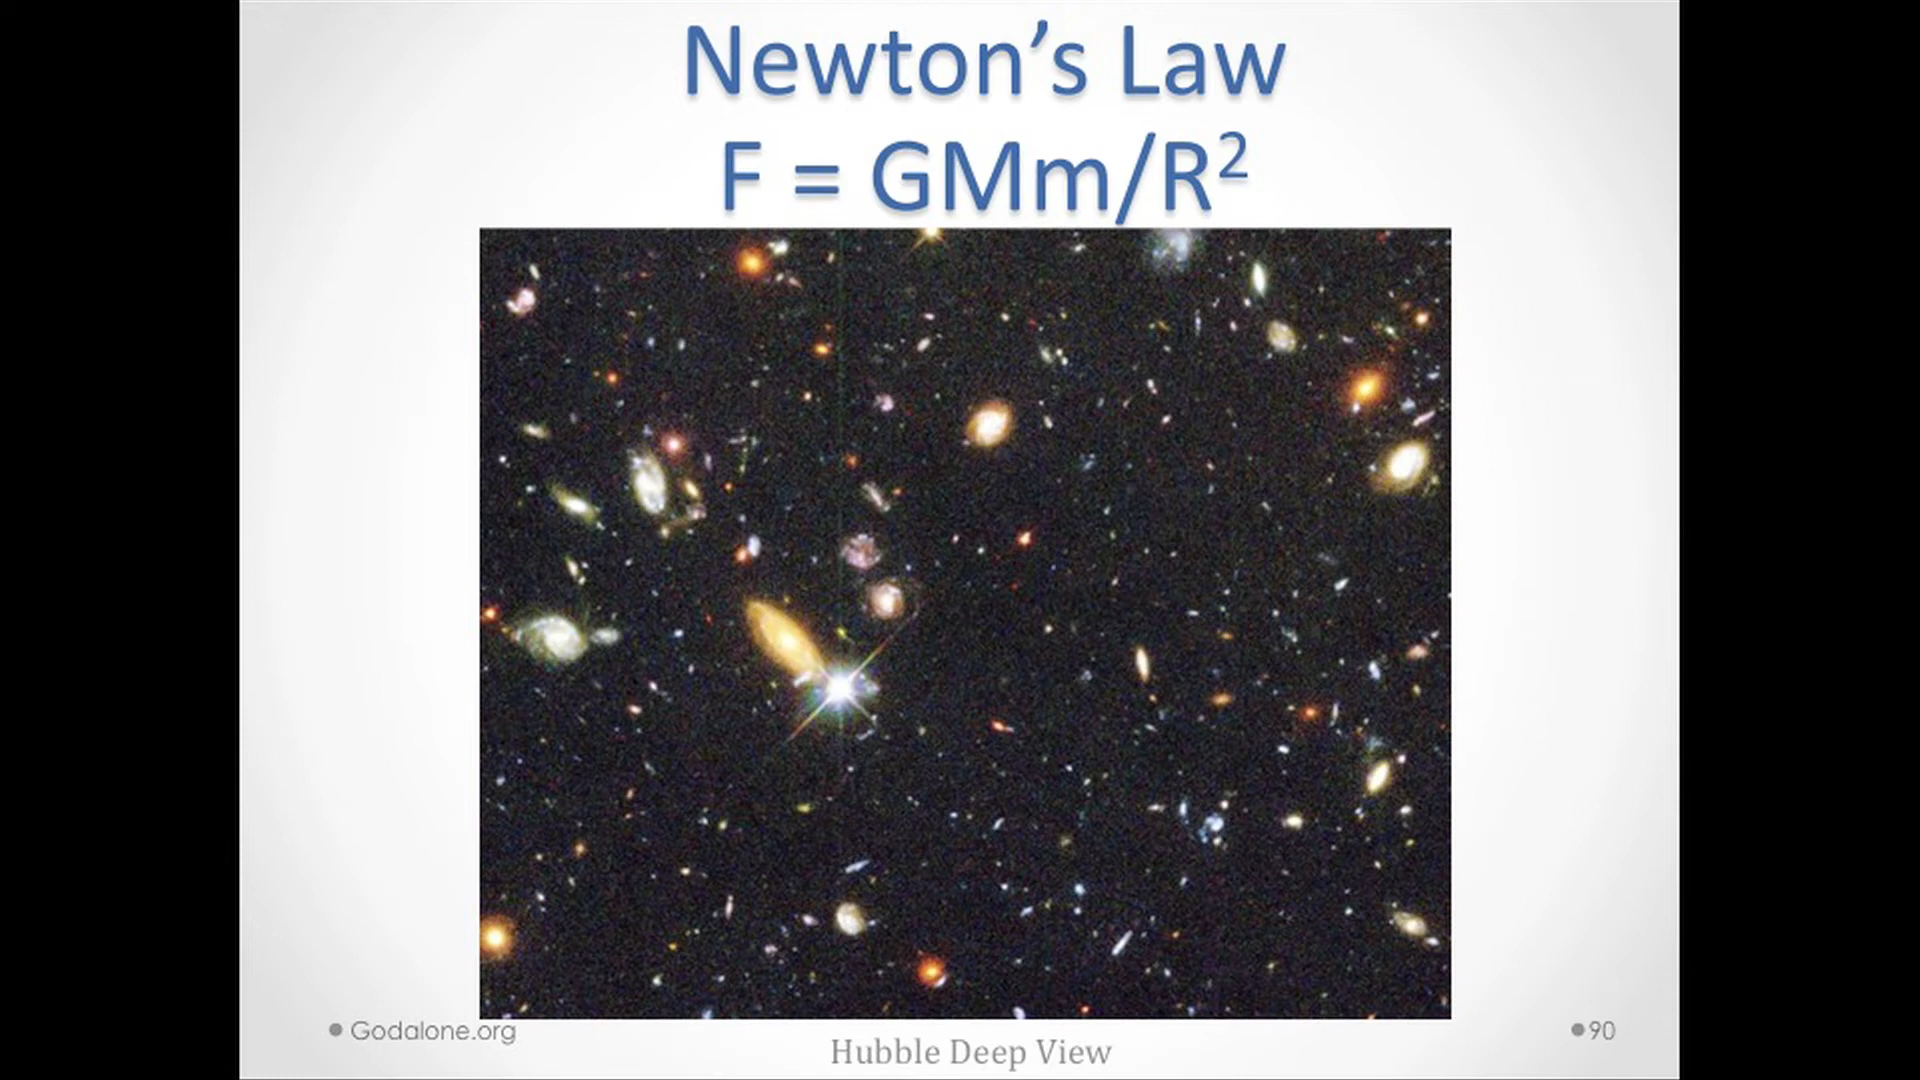 Newton’s Law
F = GMm/R²
Godalone.org
Hubble Deep View
90